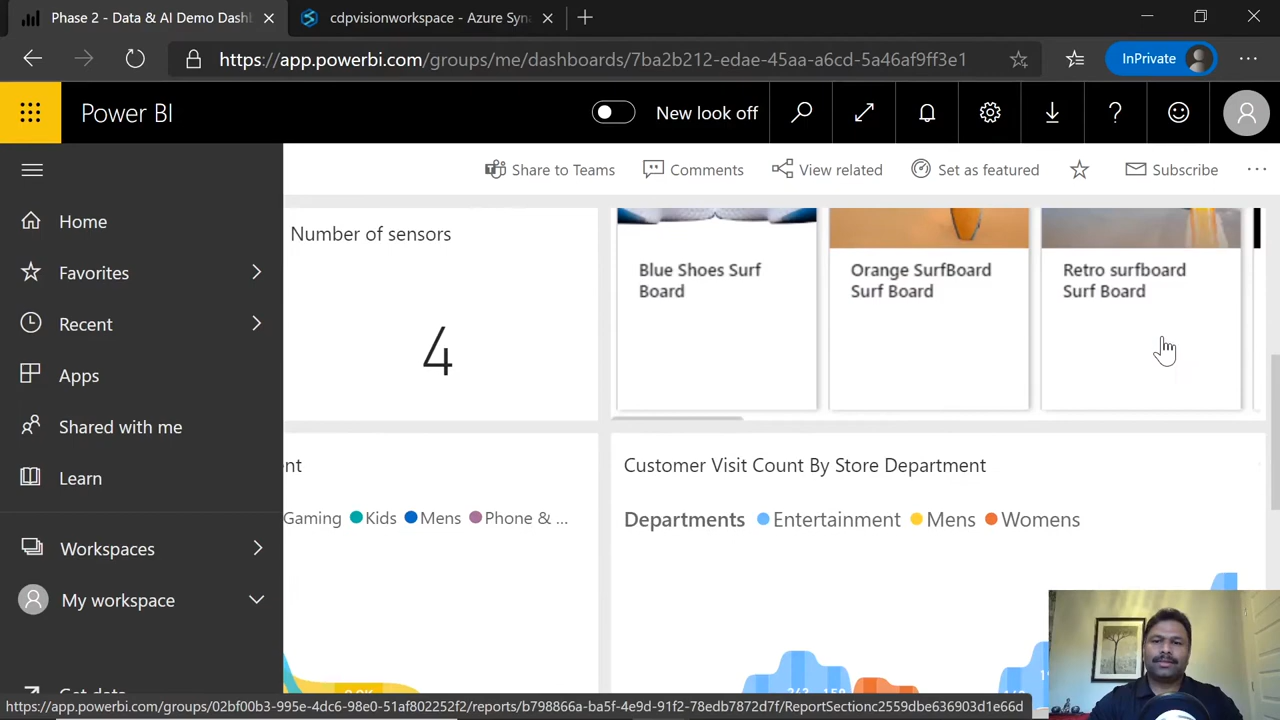 Phase 2 - Data & AI Demo Dash
cdpvisionworkspace - Azure Syna
https://app.powerbi.com/groups/me/dashboards/7ba2b212-edae-45aa-a6cd-5a46af9ff3e1
InPrivate
Power BI
New look off
Share to Teams
Comments
View related
Set as featured
Subscribe
Home
Favorites
Recent
Apps
Shared with me
Learn
Workspaces
My workspace
Get data
Number of sensors
4
Blue Shoes Surf
Board
Orange SurfBoard
Surf Board
Retro surfboard
Surf Board
nt
Gaming Kids Mens Phone & ...
Customer Visit Count By Store Department
Departments Entertainment Mens Womens
https://app.powerbi.com/groups/02bf00b3-995e-4dc6-98e0-51af802252f2/reports/b798866a-ba5f-4e9d-91f2-78edb7872d7f/ReportSectionc2559dbe636903d1e66d